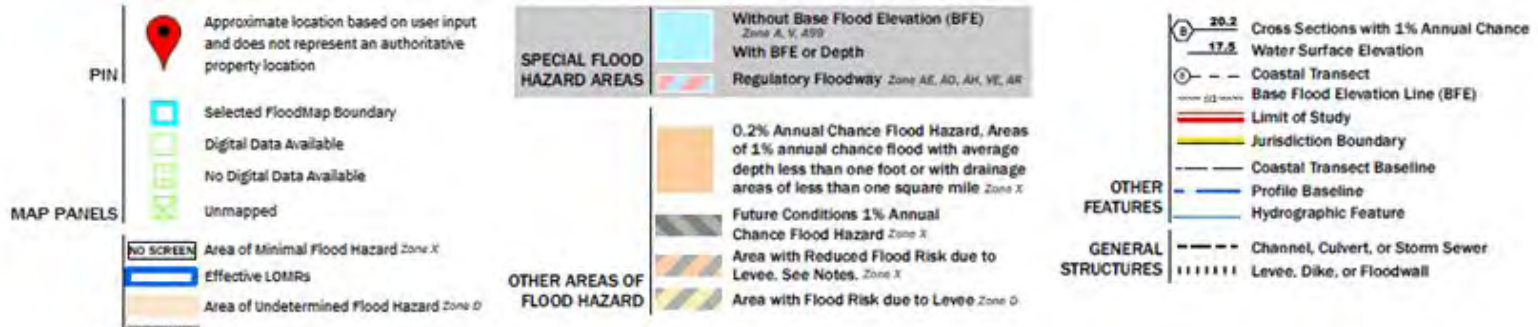 PIN
Approximate location based on user input
and does not represent an authoritative
property location
MAP PANELS
Selected FloodMap Boundary
Digital Data Available
No Digital Data Available
Unmapped
NO SCREEN Area of Minimal Flood Hazard Zone X
Effective LOMRs
Area of Undetermined Flood Hazard Zone D
SPECIAL FLOOD
HAZARD AREAS
Without Base Flood Elevation (BFE)
Zone A, V, A99
With BFE or Depth
Regulatory Floodway Zone AE, AO, AH, VE, AR
OTHER AREAS OF
FLOOD HAZARD
0.2% Annual Chance Flood Hazard, Areas
of 1% annual chance flood with average
depth less than one foot or with drainage
areas of less than one square mile Zone X
Future Conditions 1% Annual
Chance Flood Hazard Zone X
Area with Reduced Flood Risk due to
Levee. See Notes. Zone X
Area with Flood Risk due to Levee Zone D
OTHER
FEATURES
B 20.2 Cross Sections with 1% Annual Chance
17.5 Water Surface Elevation
Coastal Transect
Base Flood Elevation Line (BFE)
Limit of Study
Jurisdiction Boundary
Coastal Transect Baseline
Profile Baseline
Hydrographic Feature
GENERAL
STRUCTURES
Channel, Culvert, or Storm Sewer
Levee, Dike, or Floodwall